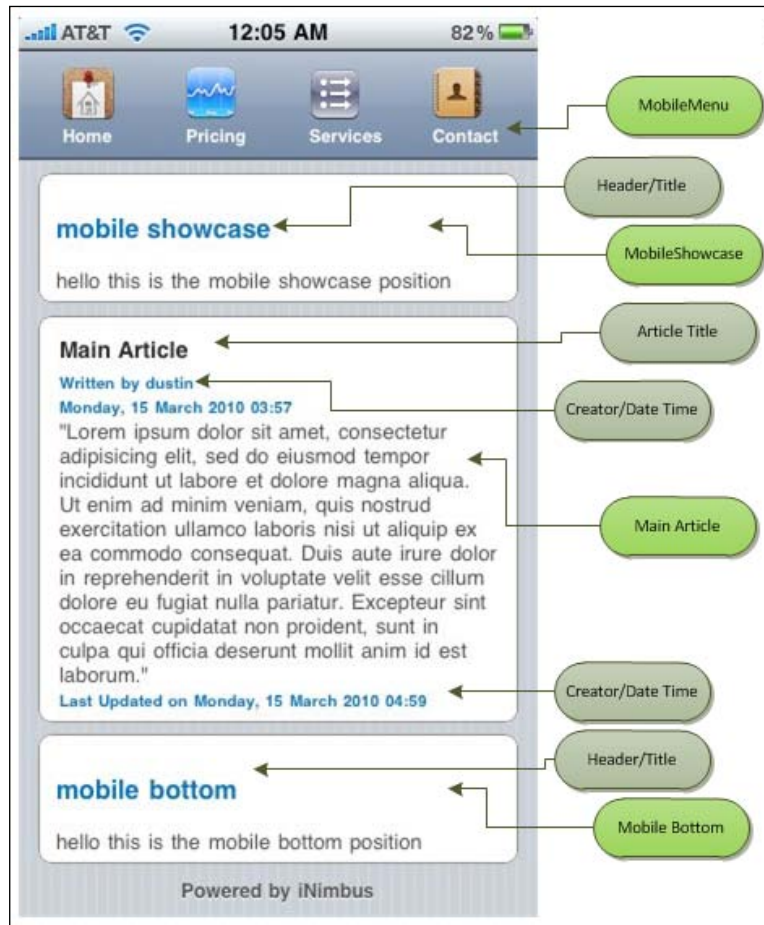 AT&T 12:05 AM 82%
Home Pricing Services Contact
MobileMenu
Header/Title
mobile showcase
MobileShowcase
hello this is the mobile showcase position
Article Title
Main Article
Written by dustin
Creator/Date Time
Monday, 15 March 2010 03:57
"Lorem ipsum dolor sit amet, consectetur
adipisicing elit, sed do eiusmod tempor
incididunt ut labore et dolore magna aliqua.
Ut enim ad minim veniam, quis nostrud
exercitation ullamco laboris nisi ut aliquip ex
Main Article
ea commodo consequat. Duis aute irure dolor
in reprehenderit in voluptate velit esse cillum
dolore eu fugiat nulla pariatur. Excepteur sint
occaecat cupidatat non proident, sunt in
culpa qui officia deserunt mollit anim id est
laborum."
Last Updated on Monday, 15 March 2010 04:59
Creator/Date Time
Header/Title
mobile bottom
Mobile Bottom
hello this is the mobile bottom position
Powered by iNimbus